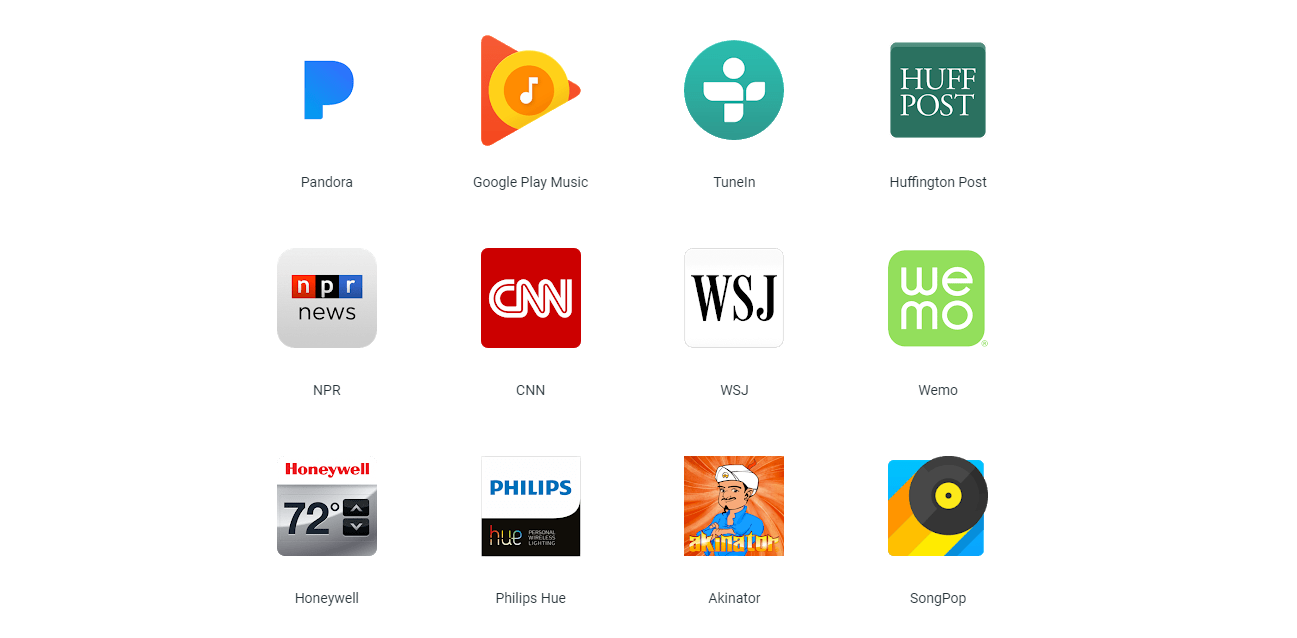 HUFF
POST
Pandora
Google Play Music
TuneIn
Huffington Post
npr
news
CNN
WSJ
we
mo
®
NPR
CNN
WSJ
Wemo
Honeywell
72°
PHILIPS
hue
PERSONAL
WIRELESS
LIGHTING
akinator
Honeywell
Philips Hue
Akinator
SongPop